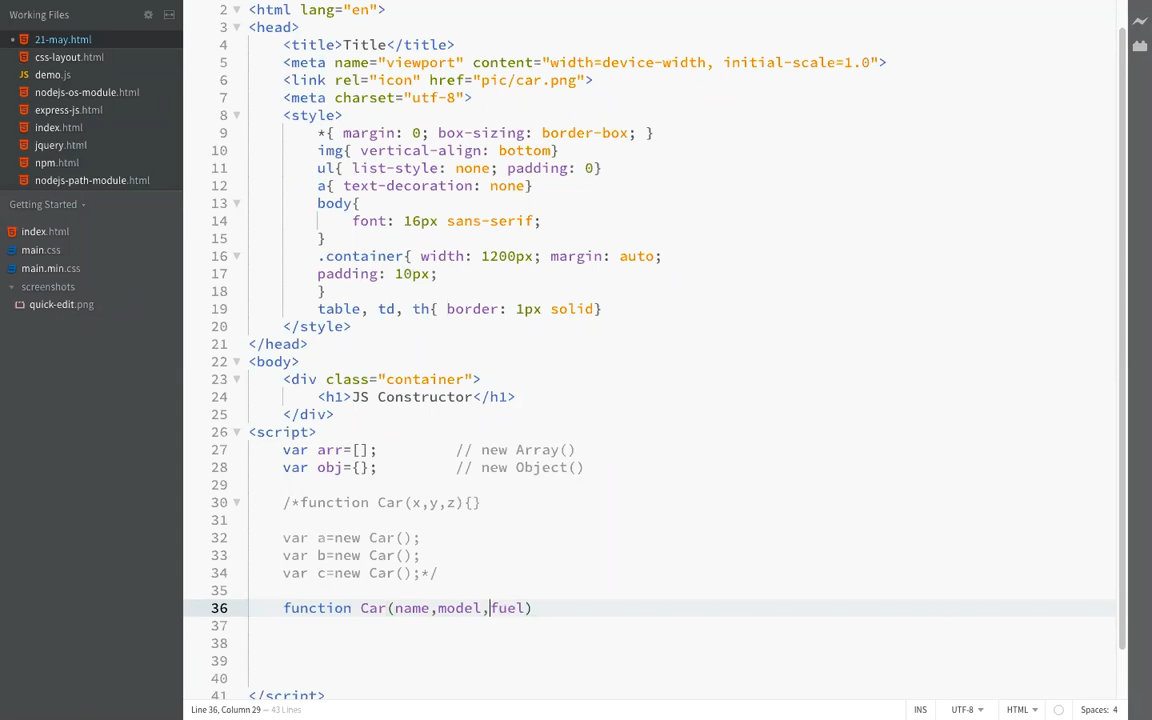 Working Files
21-may.html
css-layout.html
JS demo.js
nodejs-os-module.html
express-js.html
index.html
jquery.html
npm.html
nodejs-path-module.html
Getting Started
index.html
main.css
main.min.css
screenshots
quick-edit.png
2 <html lang="en">
3 <head>
4 <title>Title</title>
5 <meta name="viewport" content="width=device-width, initial-scale=1.0">
6 <link rel="icon" href="pic/car.png">
7 <meta charset="utf-8">
8 <style>
9 *{ margin: 0; box-sizing: border-box; }
10 img{ vertical-align: bottom}
11 ul{ list-style: none; padding: 0}
12 a{ text-decoration: none}
13 body{
14 font: 16px sans-serif;
15 }
16 .container{ width: 1200px; margin: auto;
17 padding: 10px;
18 }
19 table, td, th{ border: 1px solid}
20 </style>
21 </head>
22 <body>
23 <div class="container">
24 <h1>JS Constructor</h1>
25 </div>
26 <script>
27 var arr=[]; // new Array()
28 var obj={}; // new Object()
29
30 /*function Car(x,y,z){}
31
32 var a=new Car();
33 var b=new Car();
34 var c=new Car();*/
35
36 function Car(name,model,fuel)
37
38
39
40
41 </script>
Line 36, Column 29 — 43 Lines
INS UTF-8 HTML Spaces: 4